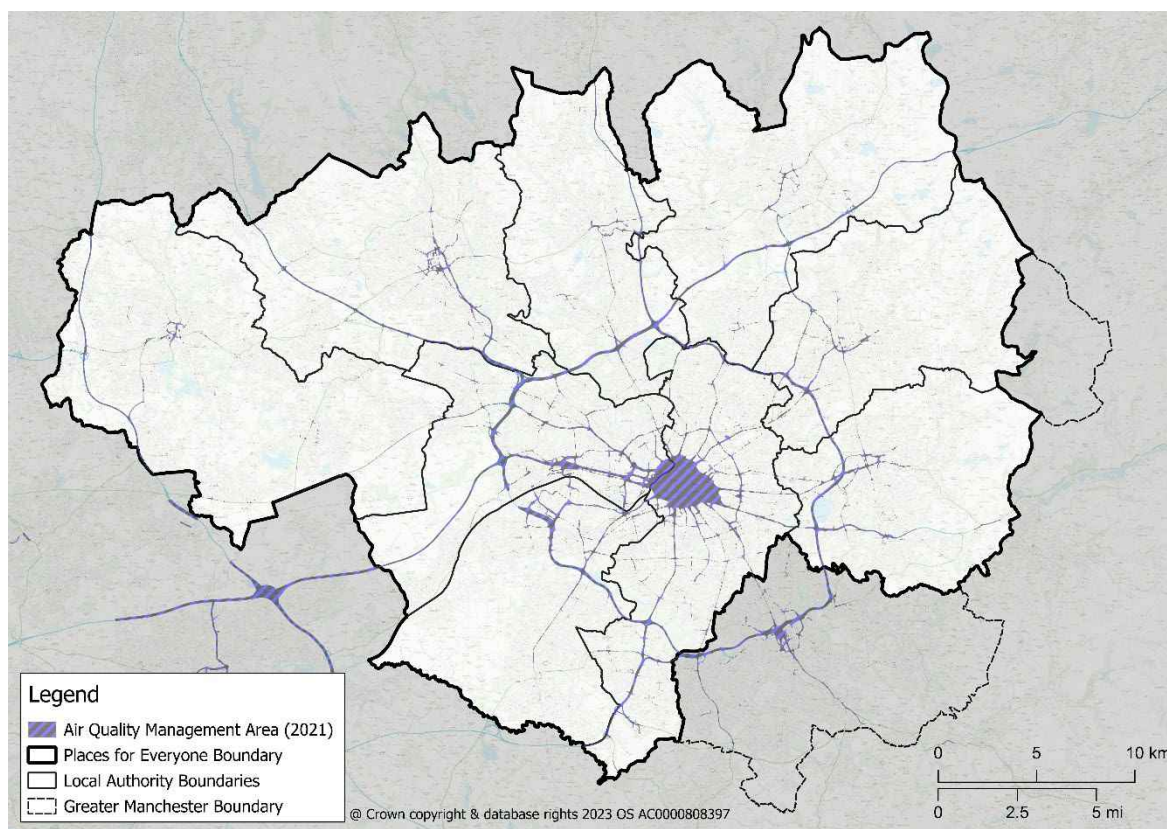 Legend
Air Quality Management Area (2021)
Places for Everyone Boundary
Local Authority Boundaries
Greater Manchester Boundary
@ Crown copyright & database rights 2023 OS AC0000808397
0 5 10 km
0 2.5 5 mi